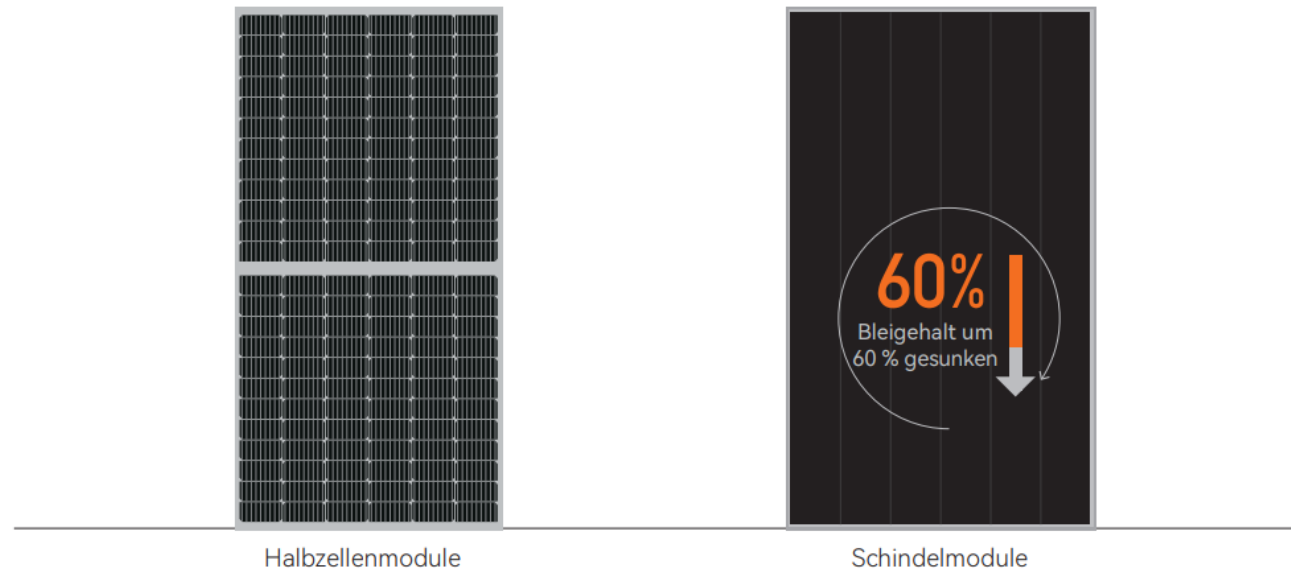 60%
Bleigehalt um
60 % gesunken
Halbzellenmodule
Schindelmodule